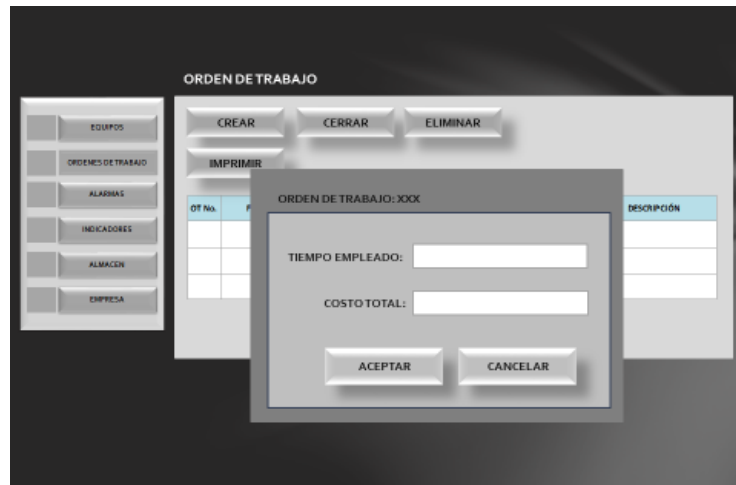 ORDEN DE TRABAJO
EQUIPOS
ORDENES DE TRABAJO
ALARMAS
INDICADORES
ALMACEN
EMPRESA
CREAR CERRAR ELIMINAR
IMPRIMIR
OT No. F DESCRIPCIÓN
ORDEN DE TRABAJO: XXX
TIEMPO EMPLEADO:
COSTO TOTAL:
ACEPTAR CANCELAR